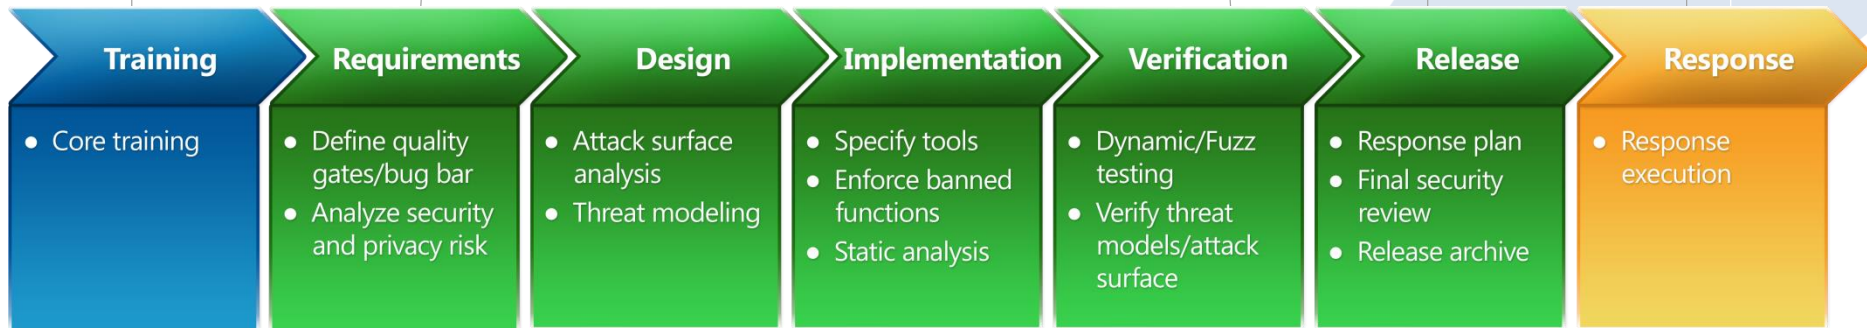 Training
● Core training
Requirements
● Define quality
gates/bug bar
● Analyze security
and privacy risk
Design
● Attack surface
analysis
● Threat modeling
Implementation
● Specify tools
● Enforce banned
functions
● Static analysis
Verification
● Dynamic/Fuzz
testing
● Verify threat
models/attack
surface
Release
● Response plan
● Final security
review
● Release archive
Response
● Response
execution